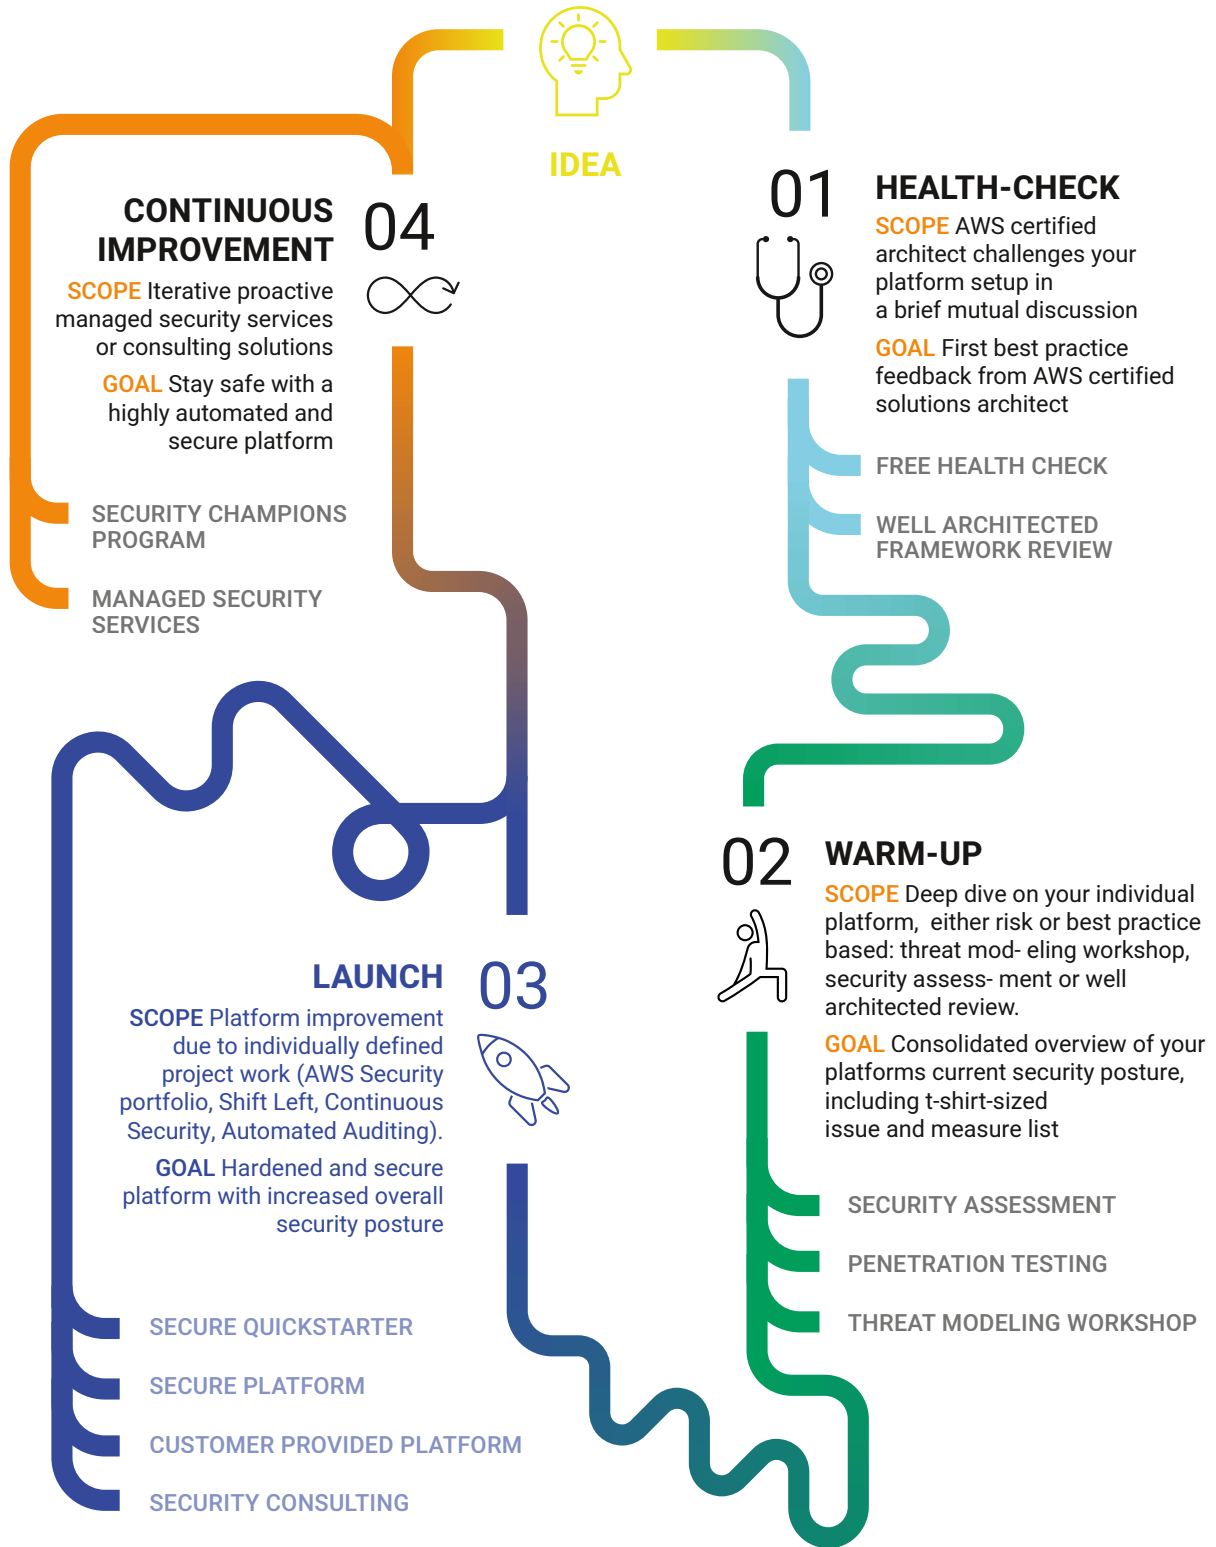 IDEA
01
HEALTH-CHECK
SCOPE AWS certified
architect challenges your
platform setup in
a brief mutual discussion
GOAL First best practice
feedback from AWS certified
solutions architect
FREE HEALTH CHECK
WELL ARCHITECTED
FRAMEWORK REVIEW
02
WARM-UP
SCOPE Deep dive on your individual
platform,  either risk or best practice
based: threat mod- eling workshop,
security assess- ment or well
architected review.
GOAL Consolidated overview of your
platforms current security posture,
including t-shirt-sized
issue and measure list
SECURITY ASSESSMENT
PENETRATION TESTING
THREAT MODELING WORKSHOP
LAUNCH
03
SCOPE Platform improvement
due to individually defined
project work (AWS Security
portfolio, Shift Left, Continuous
Security, Automated Auditing).
GOAL Hardened and secure
platform with increased overall
security posture
SECURE QUICKSTARTER
SECURE PLATFORM
CUSTOMER PROVIDED PLATFORM
SECURITY CONSULTING
CONTINUOUS
IMPROVEMENT
04
SCOPE Iterative proactive
managed security services
or consulting solutions
GOAL Stay safe with a
highly automated and
secure platform
SECURITY CHAMPIONS
PROGRAM
MANAGED SECURITY
SERVICES